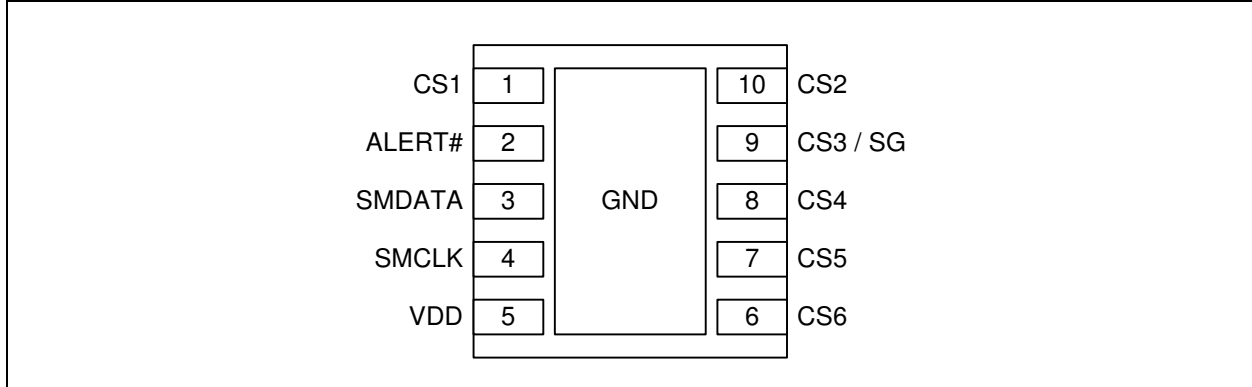 CS1 1 10 CS2
ALERT# 2 9 CS3 / SG
SMDATA 3 GND 8 CS4
SMCLK 4 7 CS5
VDD 5 6 CS6